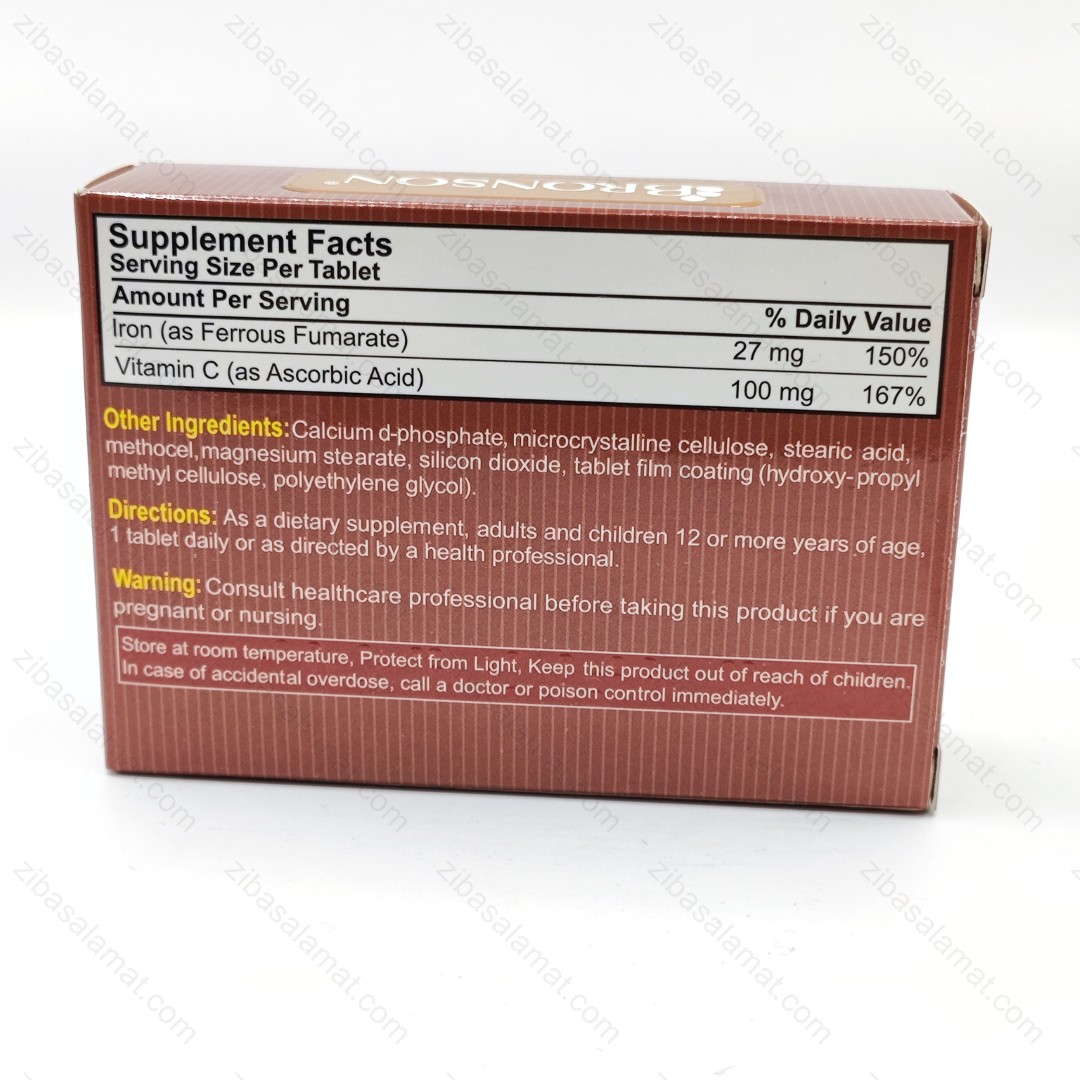 BRONSON®
Supplement Facts
Serving Size Per Tablet
Amount Per Serving % Daily Value
Iron (as Ferrous Fumarate) 27 mg 150%
Vitamin C (as Ascorbic Acid) 100 mg 167%
Other Ingredients: Calcium d-phosphate, microcrystalline cellulose, stearic acid,
methocel, magnesium stearate, silicon dioxide, tablet film coating (hydroxy-propyl
methyl cellulose, polyethylene glycol).
Directions: As a dietary supplement, adults and children 12 or more years of age,
1 tablet daily or as directed by a health professional.
Warning: Consult healthcare professional before taking this product if you are
pregnant or nursing.
Store at room temperature, Protect from Light, Keep this product out of reach of children.
In case of accidental overdose, call a doctor or poison control immediately.
zibasalamat.com